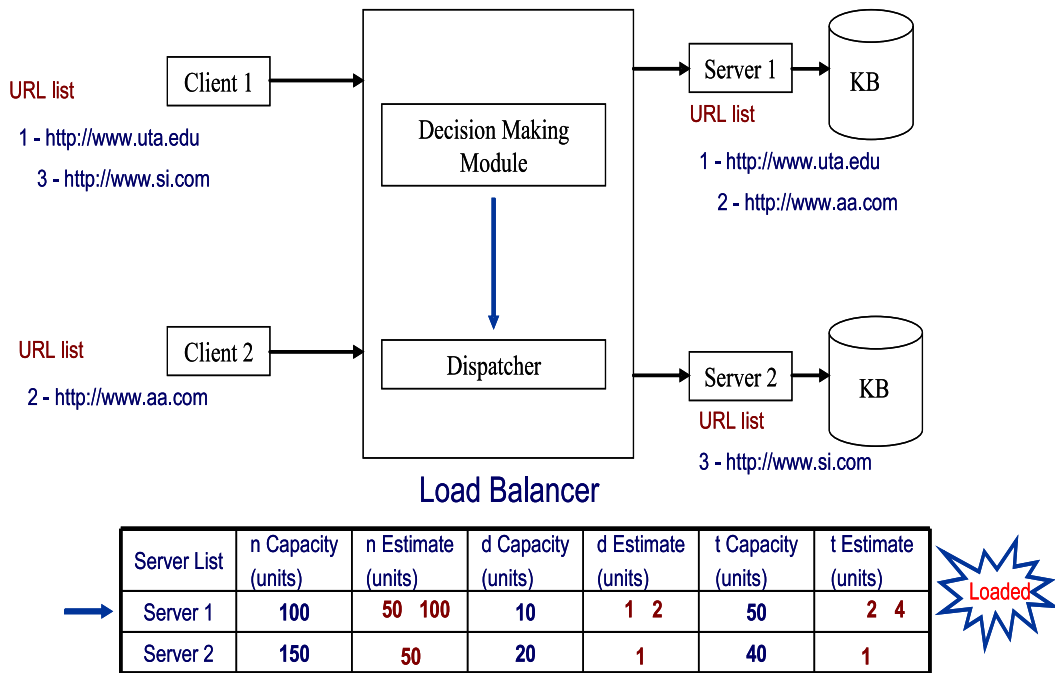 Client 1
URL list
1 - http://www.uta.edu
3 - http://www.si.com
Client 2
URL list
2 - http://www.aa.com
Decision Making
Module
Dispatcher
Load Balancer
Server 1
KB
URL list
1 - http://www.uta.edu
2 - http://www.aa.com
Server 2
KB
URL list
3 - http://www.si.com
Server List n Capacity (units) n Estimate (units) d Capacity (units) d Estimate (units) t Capacity (units) t Estimate (units)
Server 1 100 50 100 10 1 2 50 2 4
Loaded
Server 2 150 50 20 1 40 1